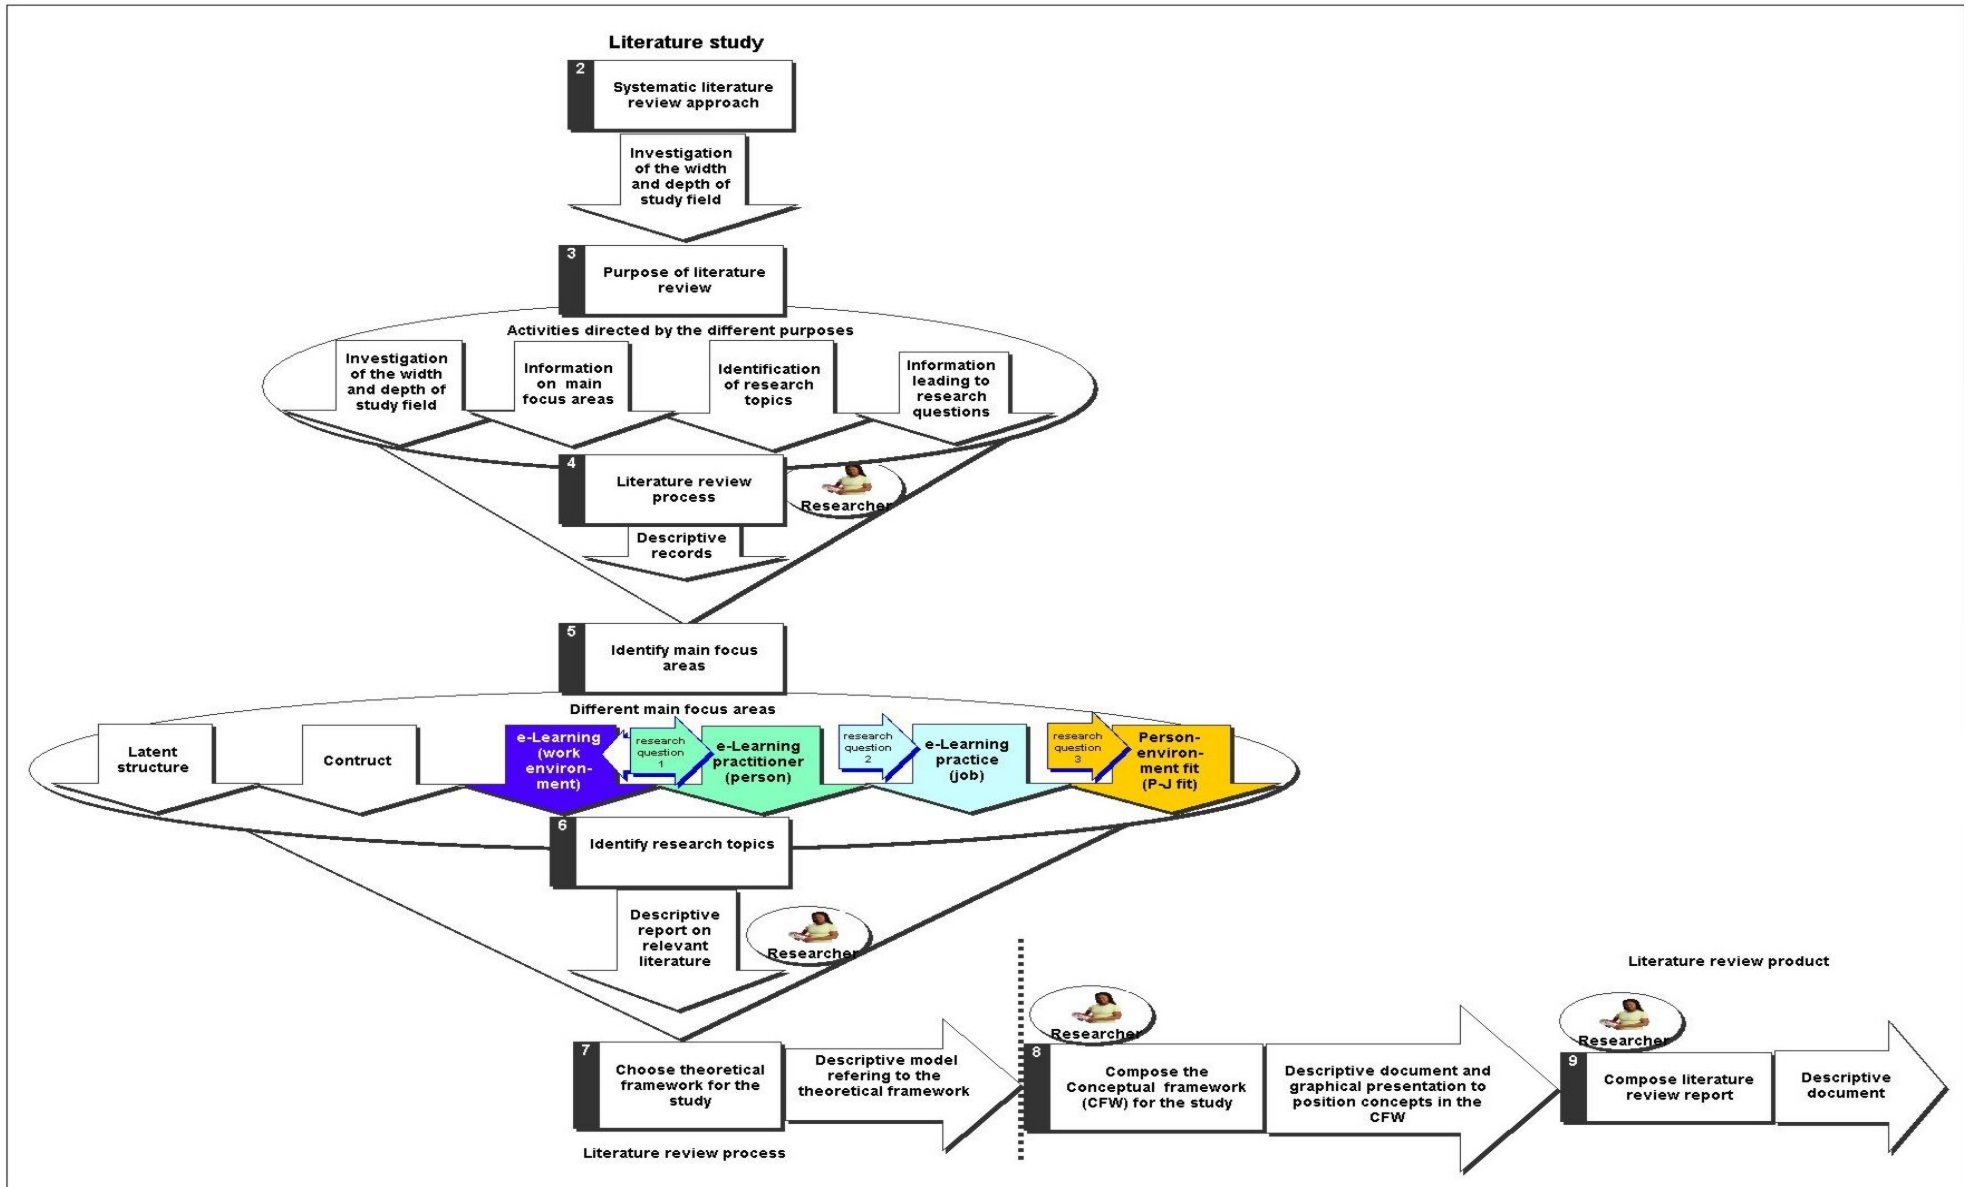 Literature study
2
Systematic literature
review approach
Investigation
of the width
and depth of
study field
3
Purpose of literature
review
Activities directed by the different purposes
Investigation
of the width
and depth of
study field
Information
on main
focus areas
Identification
of research
topics
Information
leading to
research
questions
4
Literature review
process
Researcher
Descriptive
records
5
Identify main focus
areas
Different main focus areas
Latent
structure
Contruct
e-Learning
(work
environ-
ment)
research
question
1
e-Learning
practitioner
(person)
research
question
2
e-Learning
practice
(job)
research
question
3
Person-
environ-
ment fit
(P-J fit)
6
Identify research topics
Descriptive
report on
relevant
literature
Researcher
7
Choose theoretical
framework for the
study
Descriptive model
refering to the
theoretical framework
Literature review process
Researcher
8
Compose the
Conceptual framework
(CFW) for the study
Descriptive document and
graphical presentation to
position concepts in the
CFW
Literature review product
Researcher
9
Compose literature
review report
Descriptive
document